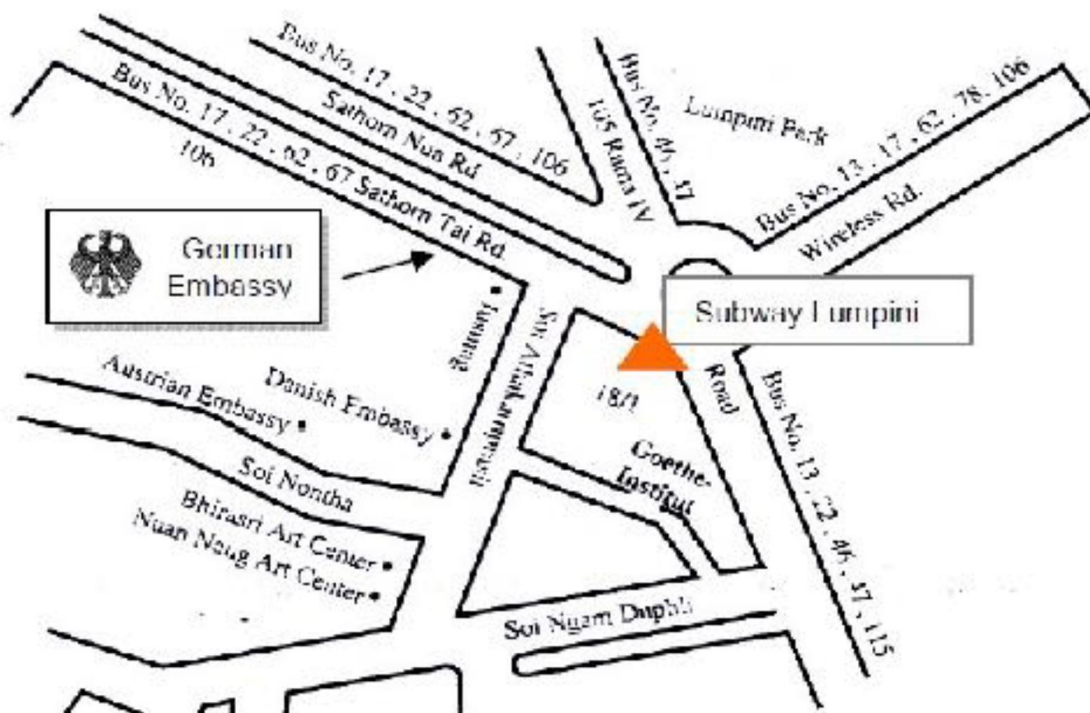 Bus No. 17 , 22 , 62 , 67 , 106
Sathorn Nua Rd
Bus No. 17 , 22 , 62 , 67 Sathorn Tai Rd.
106
105 Rama IV
Bus No. 46 , 47
Lumpini Park
Bus No. 13 , 17 , 62 , 78, 106
Wireless Rd.
German
Embassy
Subway Lumpini
Austrian Embassy
Danish Embassy
Soi
18/1
Road
Goethe-
Institut
Bus No. 13 , 22 , 46 , 47 , 115
Soi Nontha
Bhirasri Art Center
Nuan Naug Art Center
Soi Ngam Duphli